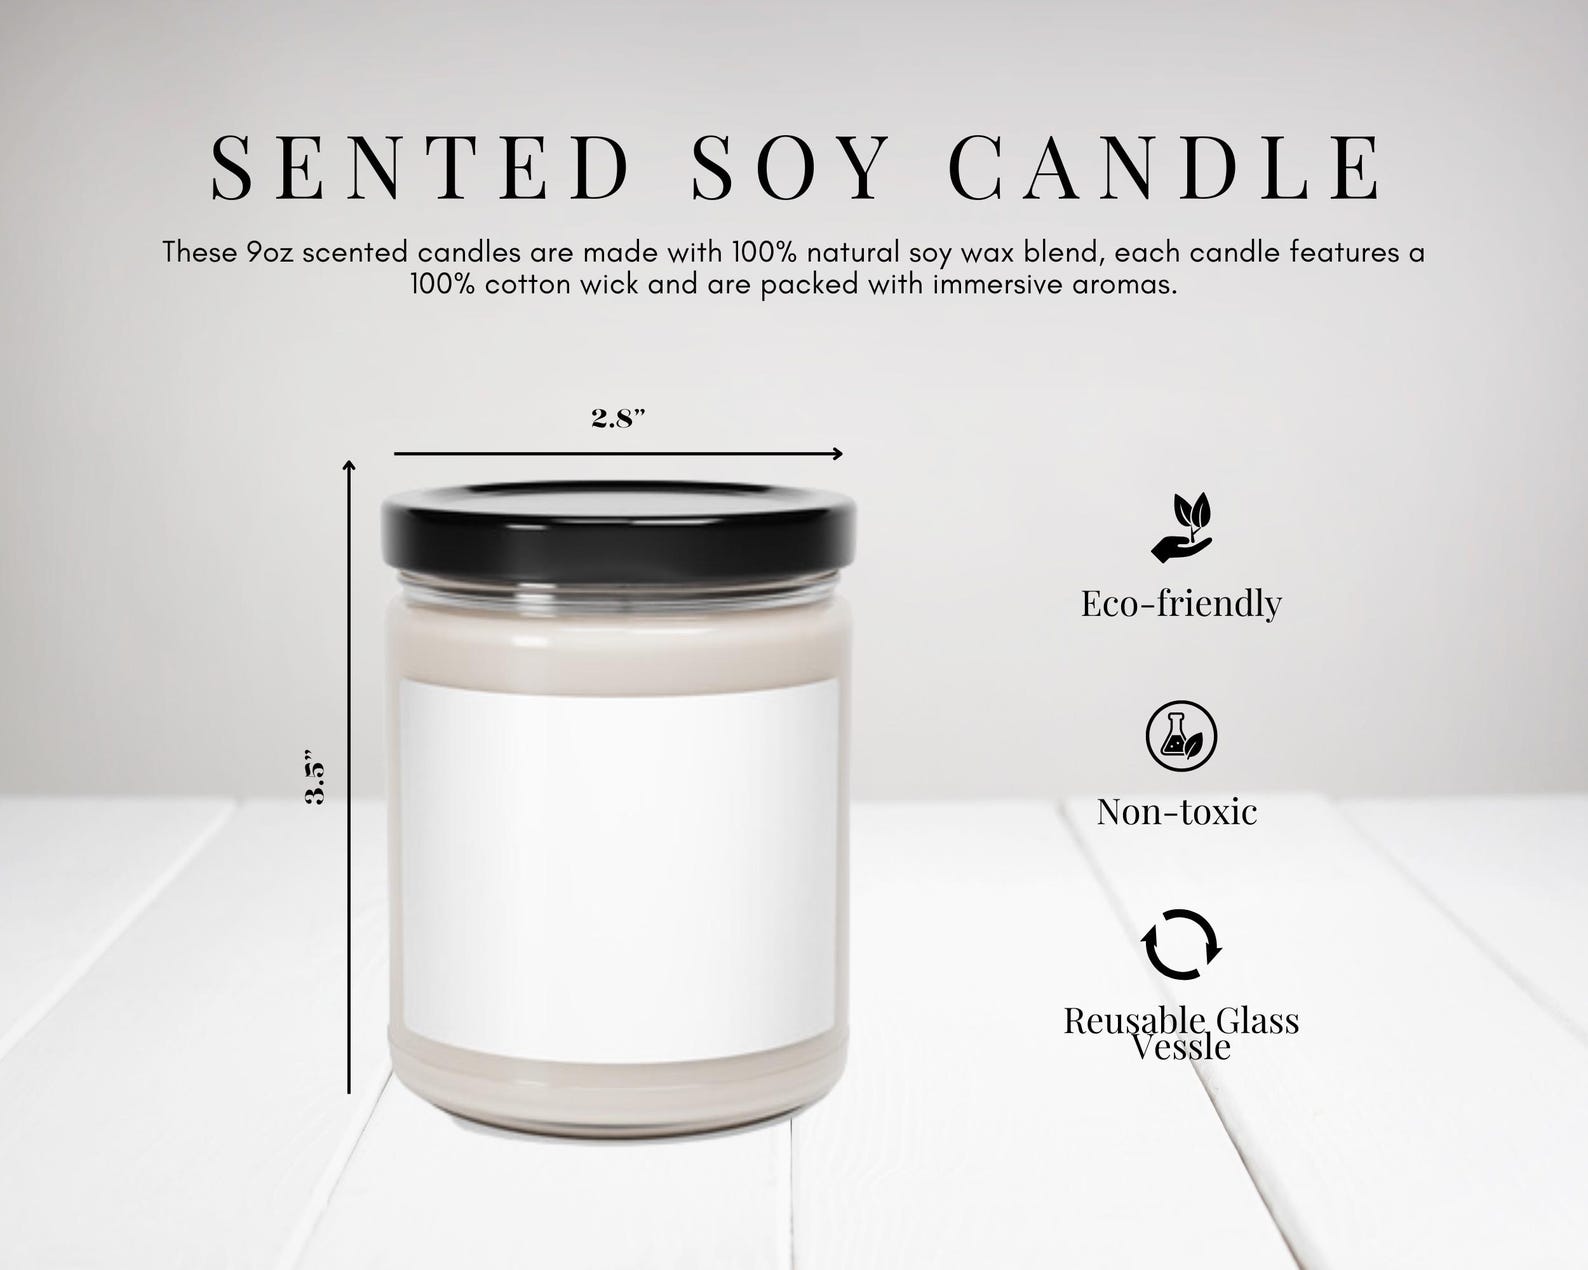 SENTED SOY CANDLE
These 9oz scented candles are made with 100% natural soy wax blend, each candle features a
100% cotton wick and are packed with immersive aromas.
2.8”
3.5”
Eco-friendly
Non-toxic
Reusable Glass
Vessle